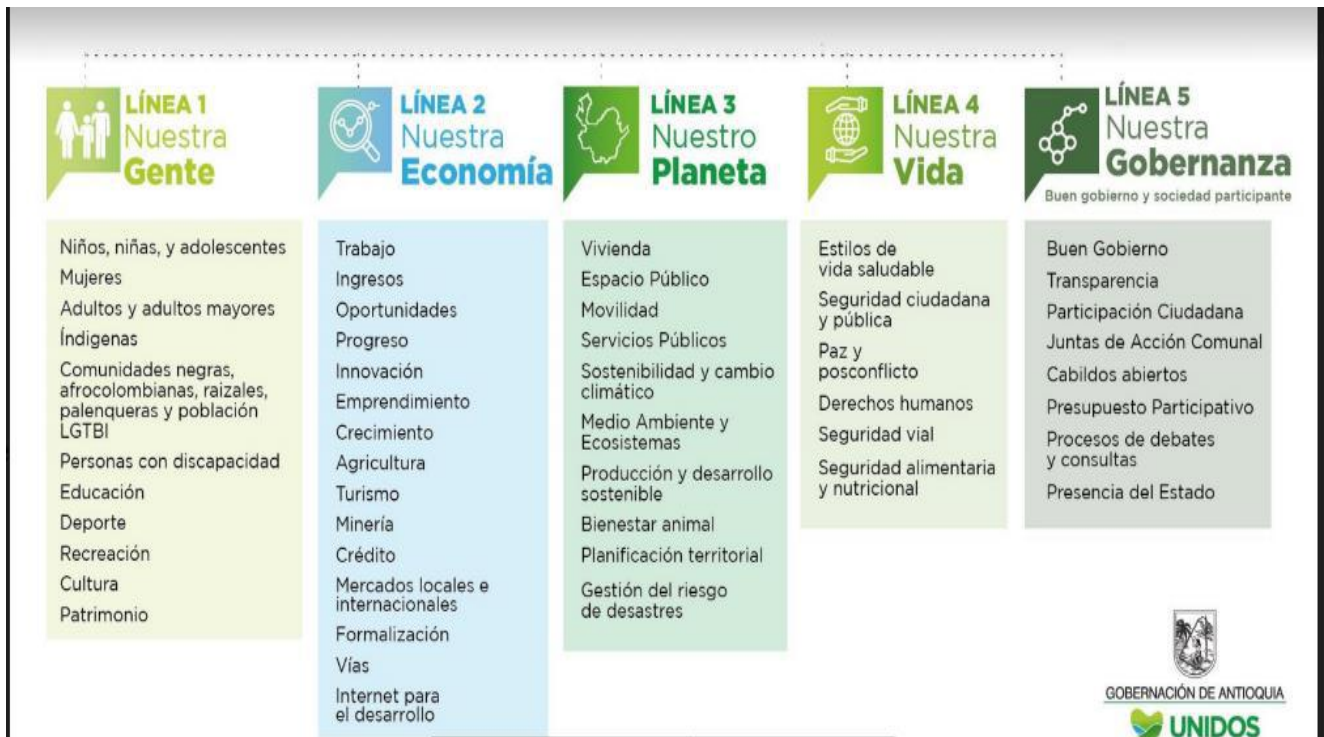 LÍNEA 1
Nuestra
Gente
Niños, niñas, y adolescentes
Mujeres
Adultos y adultos mayores
Índigenas
Comunidades negras,
afrocolombianas, raizales,
palenqueras y población
LGTBI
Personas con discapacidad
Educación
Deporte
Recreación
Cultura
Patrimonio
LÍNEA 2
Nuestra
Economía
Trabajo
Ingresos
Oportunidades
Progreso
Innovación
Emprendimiento
Crecimiento
Agricultura
Turismo
Minería
Crédito
Mercados locales e
internacionales
Formalización
Vías
Internet para
el desarrollo
LÍNEA 3
Nuestro
Planeta
Vivienda
Espacio Público
Movilidad
Servicios Públicos
Sostenibilidad y cambio
climático
Medio Ambiente y
Ecosistemas
Producción y desarrollo
sostenible
Bienestar animal
Planificación territorial
Gestión del riesgo
de desastres
LÍNEA 4
Nuestra
Vida
Estilos de
vida saludable
Seguridad ciudadana
y pública
Paz y
posconflicto
Derechos humanos
Seguridad vial
Seguridad alimentaria
y nutricional
LÍNEA 5
Nuestra
Gobernanza
Buen gobierno y sociedad participante
Buen Gobierno
Transparencia
Participación Ciudadana
Juntas de Acción Comunal
Cabildos abiertos
Presupuesto Participativo
Procesos de debates
y consultas
Presencia del Estado
GOBERNACIÓN DE ANTIOQUIA
UNIDOS